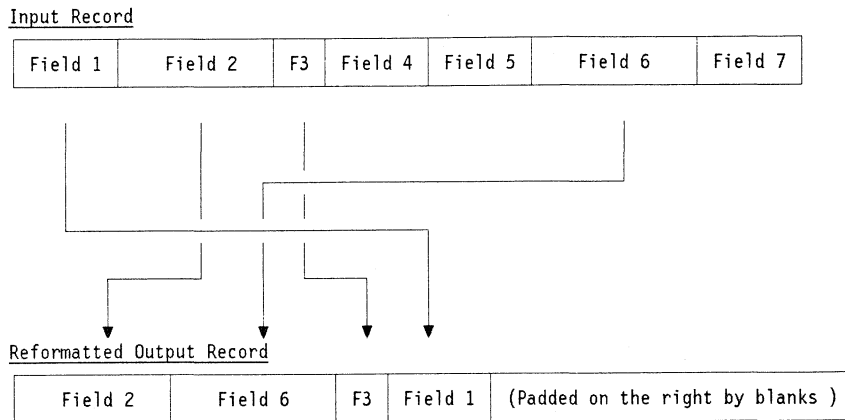 Input Record
Field 1 Field 2 F3 Field 4 Field 5 Field 6 Field 7
Reformatted Output Record
Field 2 Field 6 F3 Field 1 (Padded on the right by blanks )